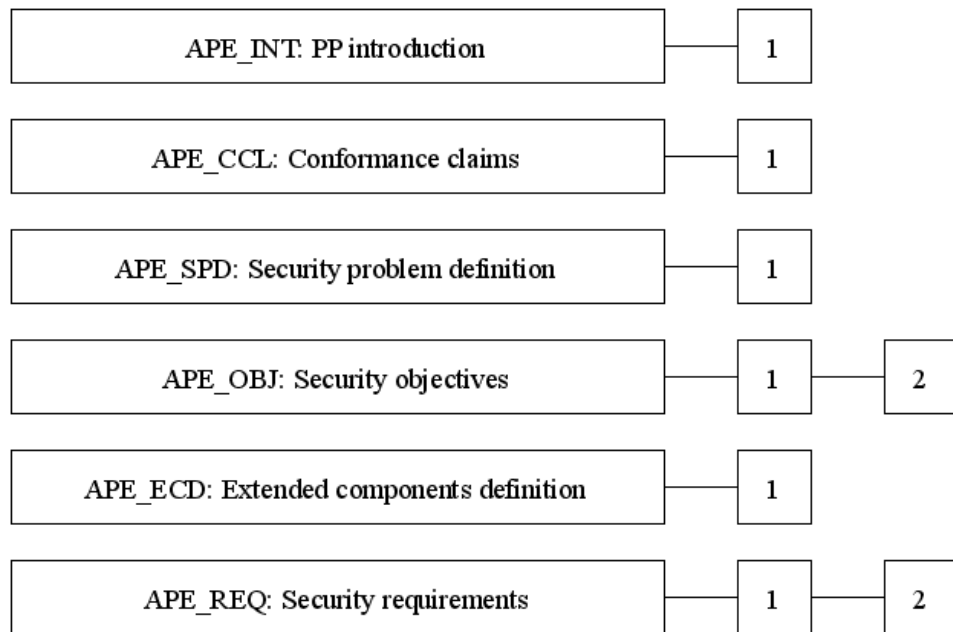 APE_INT: PP introduction 1
APE_CCL: Conformance claims 1
APE_SPD: Security problem definition 1
APE_OBJ: Security objectives 1 2
APE_ECD: Extended components definition 1
APE_REQ: Security requirements 1 2